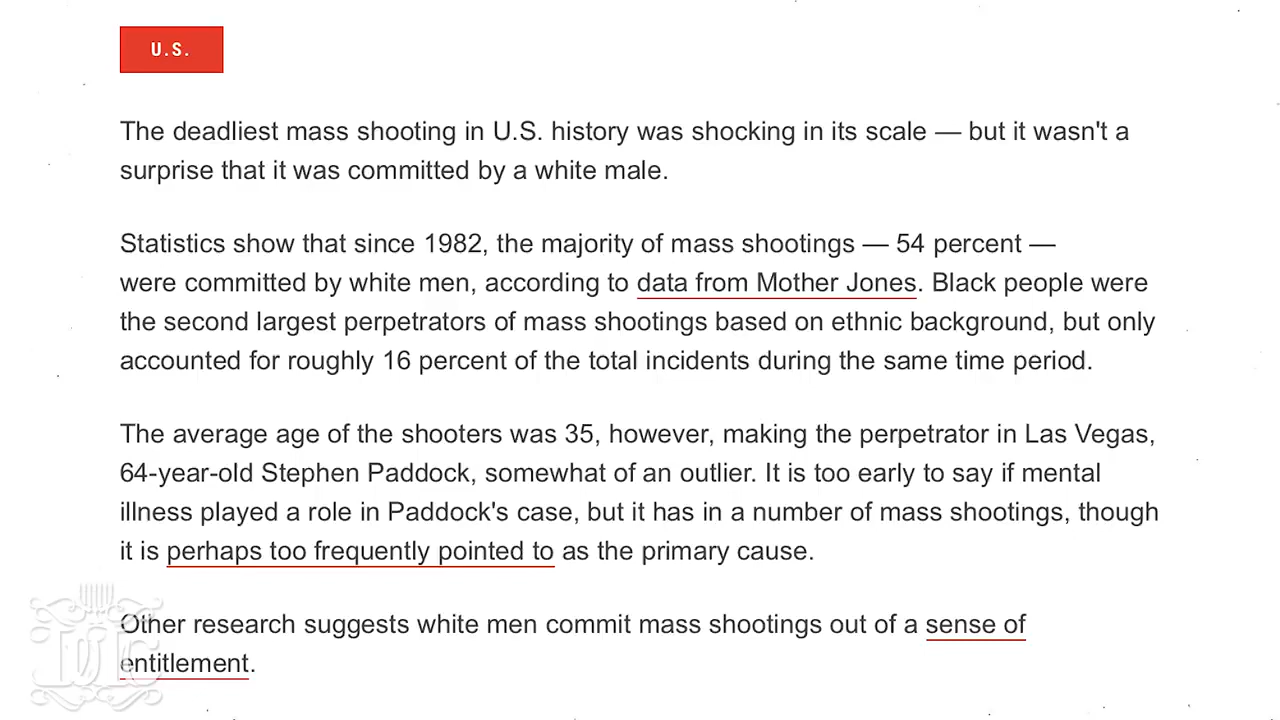 U.S.
The deadliest mass shooting in U.S. history was shocking in its scale — but it wasn't a
surprise that it was committed by a white male.
Statistics show that since 1982, the majority of mass shootings — 54 percent —
were committed by white men, according to data from Mother Jones. Black people were
the second largest perpetrators of mass shootings based on ethnic background, but only
accounted for roughly 16 percent of the total incidents during the same time period.
The average age of the shooters was 35, however, making the perpetrator in Las Vegas,
64-year-old Stephen Paddock, somewhat of an outlier. It is too early to say if mental
illness played a role in Paddock's case, but it has in a number of mass shootings, though
it is perhaps too frequently pointed to as the primary cause.
Other research suggests white men commit mass shootings out of a sense of
entitlement.